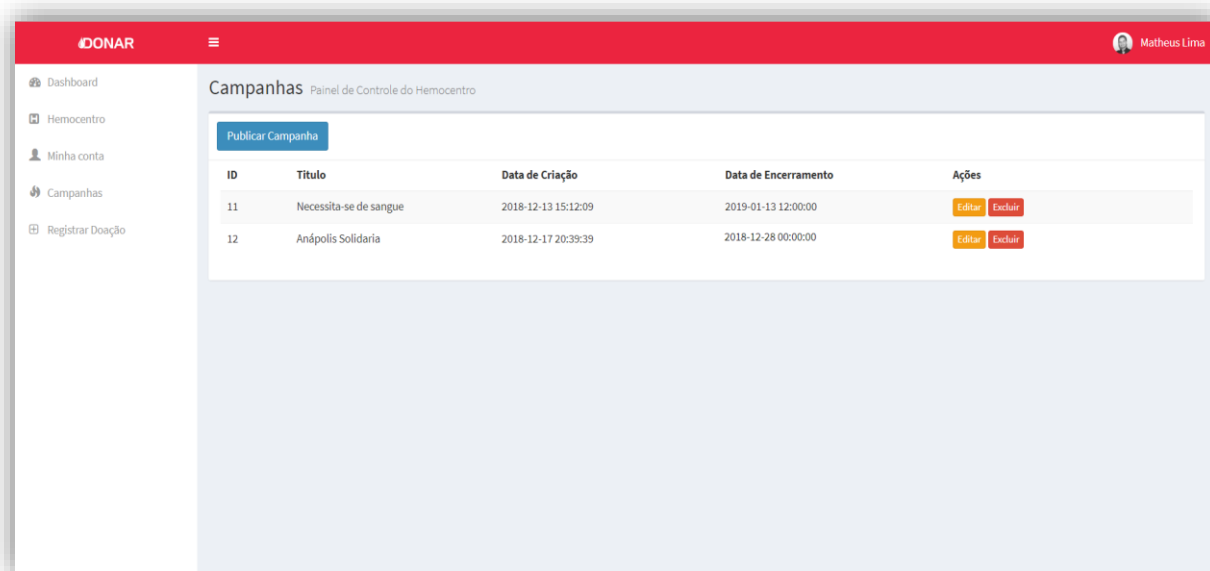 DONAR
Matheus Lima
Dashboard
Hemocentro
Minha conta
Campanhas
Registrar Doação
Campanhas Painel de Controle do Hemocentro
Publicar Campanha
ID Titulo Data de Criação Data de Encerramento Ações
11 Necessita-se de sangue 2018-12-13 15:12:09 2019-01-13 12:00:00 Editar Excluir
12 Anápolis Solidaria 2018-12-17 20:39:39 2018-12-28 00:00:00 Editar Excluir